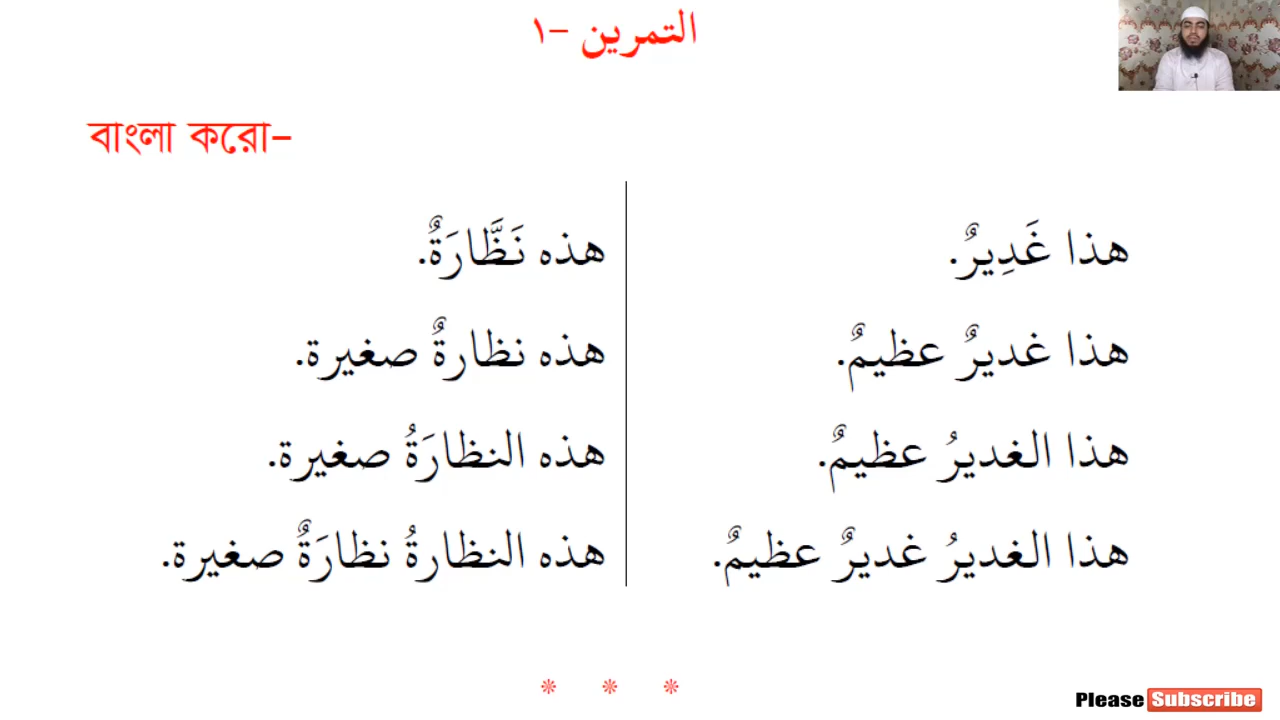 التمرين -١
বাংলা করো-
هذا غَدِيرٌ.
هذا غديرٌ عظيمٌ.
هذا الغديرُ عظيمٌ.
هذا الغديرُ غديرٌ عظيمٌ.
هذه نَظَّارَةٌ.
هذه نظارةٌ صغيرة.
هذه النظارَةُ صغيرة.
هذه النظارةُ نظارَةٌ صغيرة.
Please Subscribe